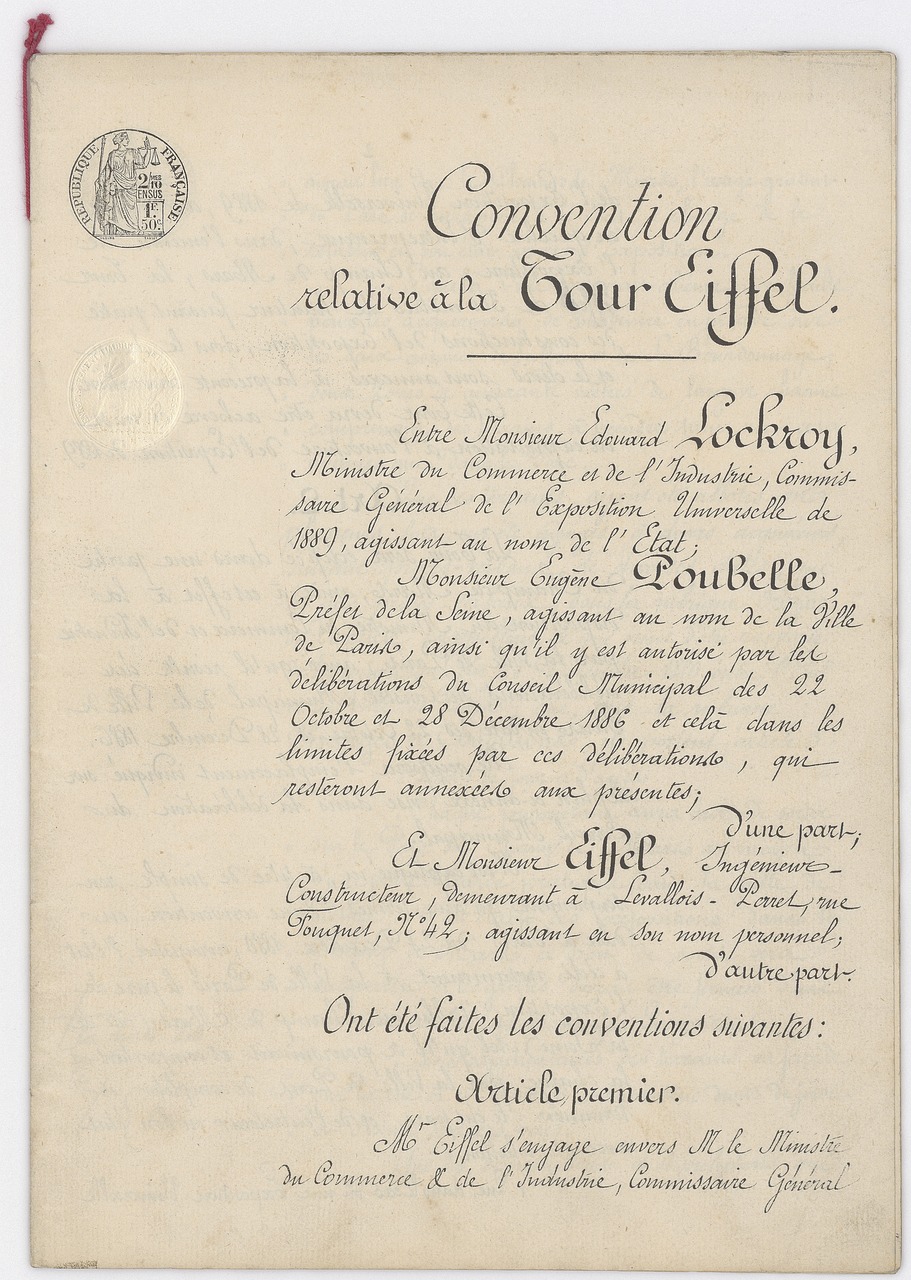 RÉPUBLIQUE FRANÇAISE
2/10
EN SUS
1F.
50c.
Convention
relative à la Tour Eiffel.
Entre Monsieur Edouard Lockroy,
Ministre du Commerce et de l'Industrie, Commis-
saire Général de l'Exposition Universelle de
1889, agissant au nom de l'Etat;
Monsieur Eugène Poubelle,
Préfet de la Seine, agissant au nom de la Ville
de Paris, ainsi qu'il y est autorisé par les
délibérations du Conseil Municipal des 22
Octobre et 28 Décembre 1886 et celà dans les
limites fixées par ces délibérations, qui
resteront annexées aux présentes;
d'une part;
Et Monsieur Eiffel, Ingénieur-
Constructeur, demeurant à Levallois-Perret, rue
Fouquet, N° 42; agissant en son nom personnel;
d'autre part.
Ont été faites les conventions suivantes:
Article premier.
Mr Eiffel s'engage envers M le Ministre
du Commerce & de l'Industrie, Commissaire Général